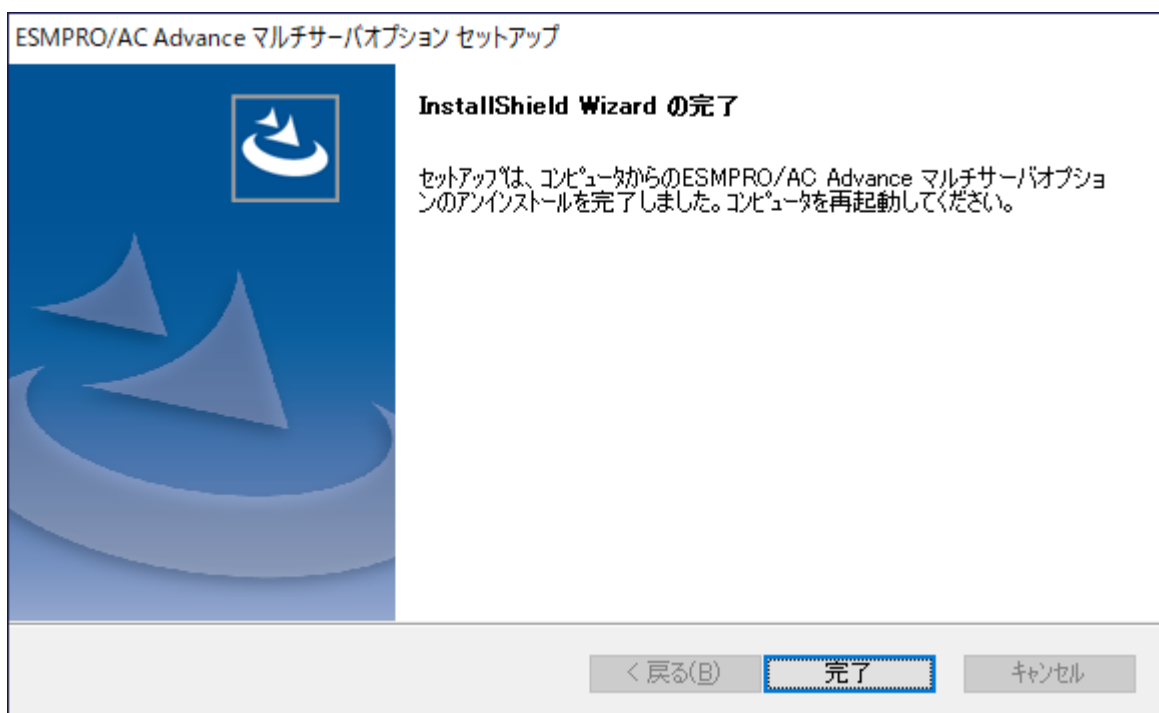 ESMPRO/AC Advance マルチサーバオプション セットアップ
InstallShield Wizard の完了
ｾｯﾄｱｯﾌﾟは、ｺﾝﾋﾟｭｰﾀからのESMPRO/AC Advance マルチサーバオプショ
ンのｱﾝｲﾝｽﾄｰﾙを完了しました。ｺﾝﾋﾟｭｰﾀを再起動してください。
< 戻る(B)
完了
ｷｬﾝｾﾙ